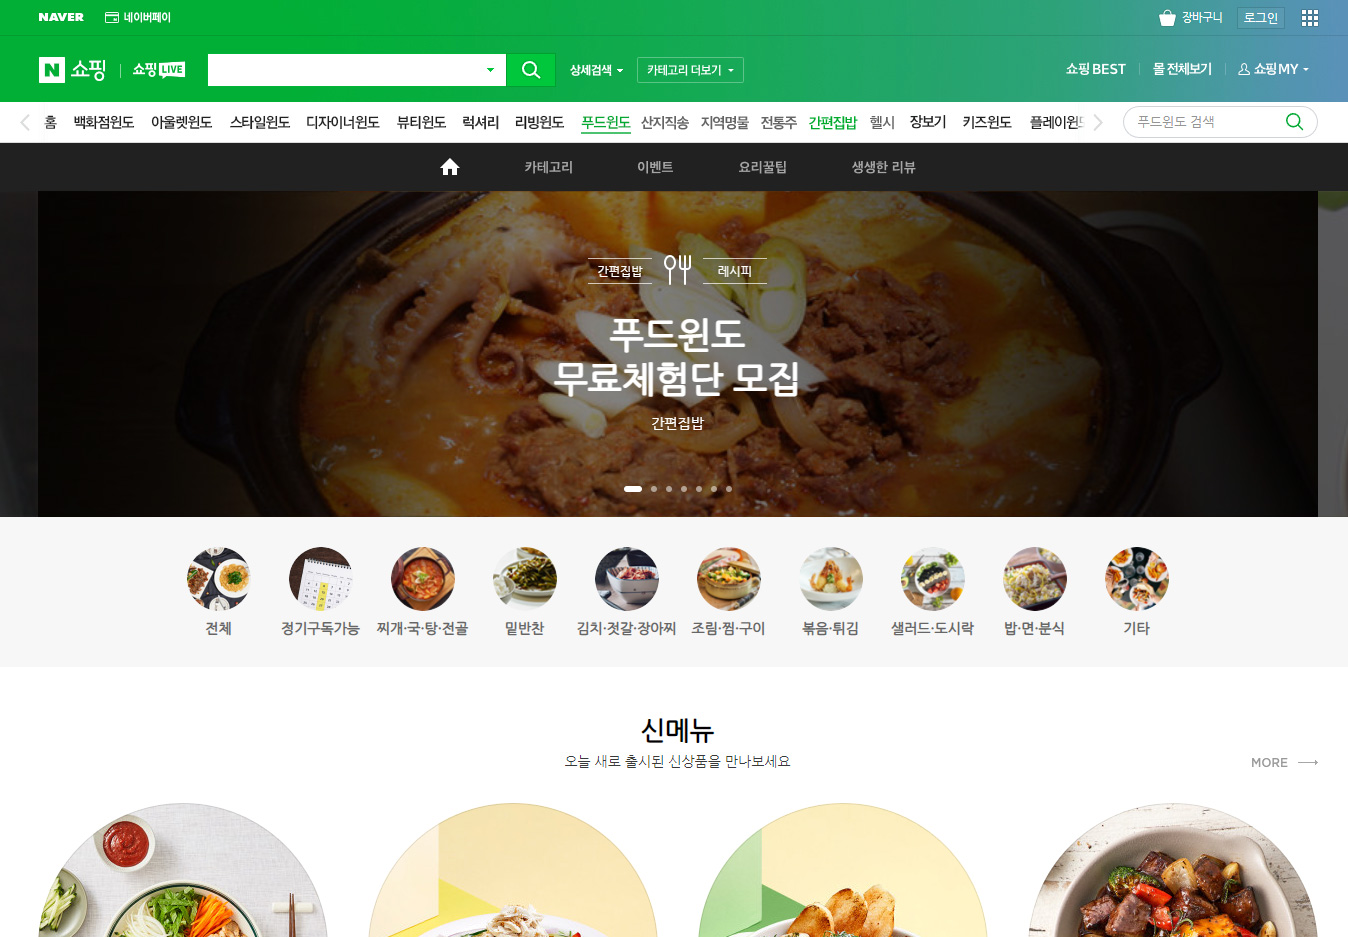 NAVER 네이버페이 장바구니 로그인
N 쇼핑 쇼핑 LIVE 상세검색 카테고리 더보기 쇼핑 BEST 몰 전체보기 쇼핑 MY
홈 백화점윈도 아울렛윈도 스타일윈도 디자이너윈도 뷰티윈도 럭셔리 리빙윈도 푸드윈도 산지직송 지역명물 전통주 간편집밥 헬시 장보기 키즈윈도 플레이윈도 푸드윈도 검색
카테고리 이벤트 요리꿀팁 생생한 리뷰
간편집밥 레시피
푸드윈도
무료체험단 모집
간편집밥
전체 정기구독가능 찌개·국·탕·전골 밑반찬 김치·젓갈·장아찌 조림·찜·구이 볶음·튀김 샐러드·도시락 밥·면·분식 기타
신메뉴
오늘 새로 출시된 신상품을 만나보세요
MORE